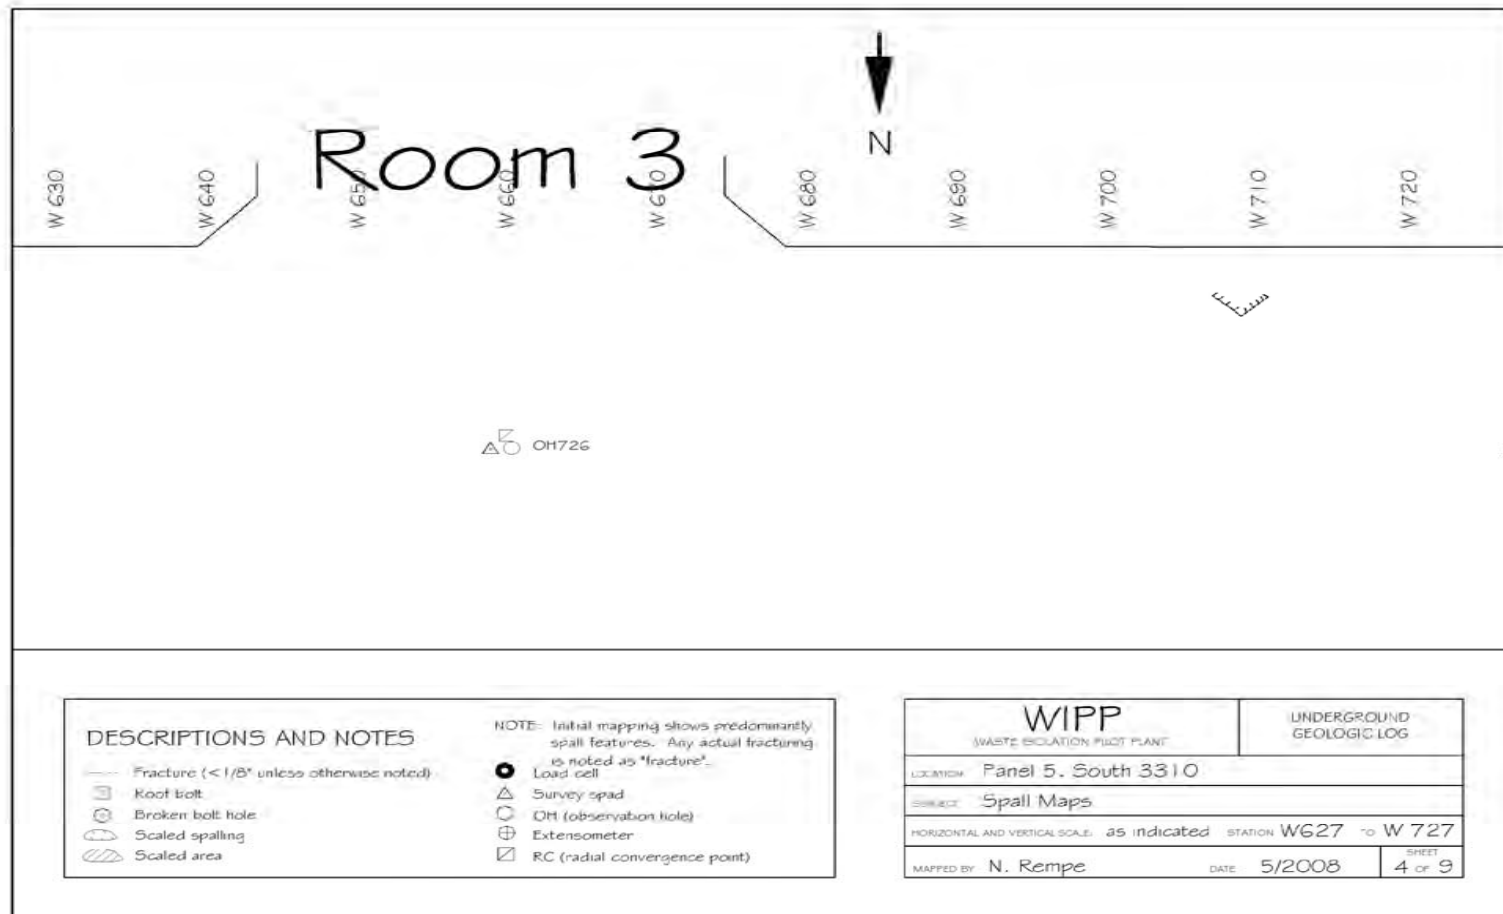 N
Room 3
W 630
W 640
W 650
W 660
W 670
W 680
W 690
W 700
W 710
W 720
OH726
DESCRIPTIONS AND NOTES
Fracture (<1/8" unless otherwise noted)
Roof bolt
Broken bolt hole
Scaled spalling
Scaled area
NOTE: Initial mapping shows predominantly
spall features. Any actual fracturing
is noted as "fracture".
Load cell
Survey spad
OH (observation hole)
Extensometer
RC (radial convergence point)
WIPP
WASTE ISOLATION PILOT PLANT
UNDERGROUND
GEOLOGIC LOG
LOCATION: Panel 5, South 3310
SUBJECT: Spall Maps
HORIZONTAL AND VERTICAL SCALE: as indicated STATION W627 TO W 727
MAPPED BY N. Rempe DATE 5/2008 SHEET 4 OF 9